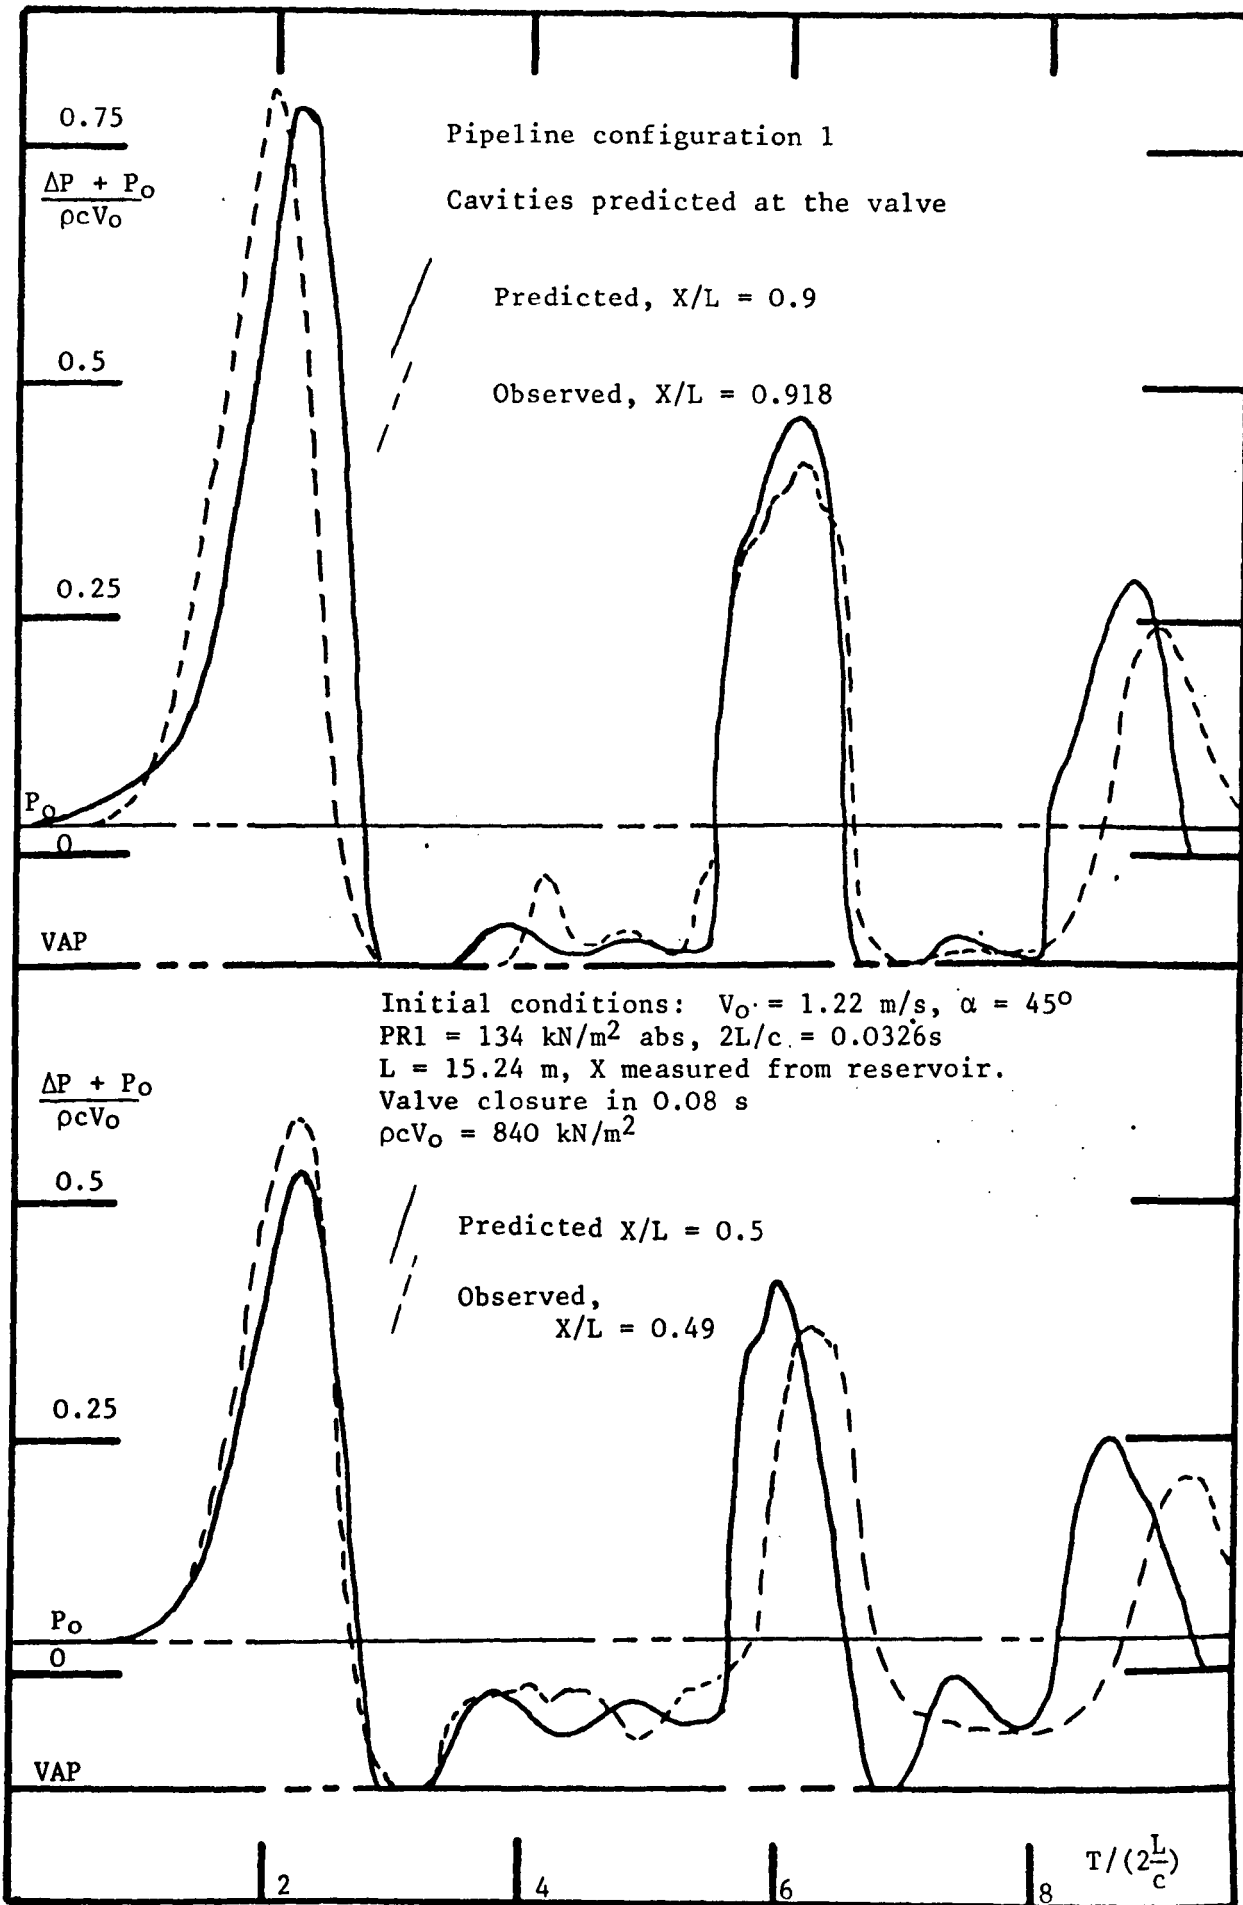 0.75
ΔP + Po
ρcVo
Pipeline configuration 1
Cavities predicted at the valve
Predicted, X/L = 0.9
0.5
Observed, X/L = 0.918
0.25
Po
0
VAP
Initial conditions: Vo = 1.22 m/s, α = 45°
PR1 = 134 kN/m² abs, 2L/c = 0.0326s
L = 15.24 m, X measured from reservoir.
Valve closure in 0.08 s
ρcVo = 840 kN/m²
ΔP + Po
ρcVo
0.5
Predicted X/L = 0.5
Observed,
X/L = 0.49
0.25
Po
0
VAP
T/(2L/c)
2 4 6 8